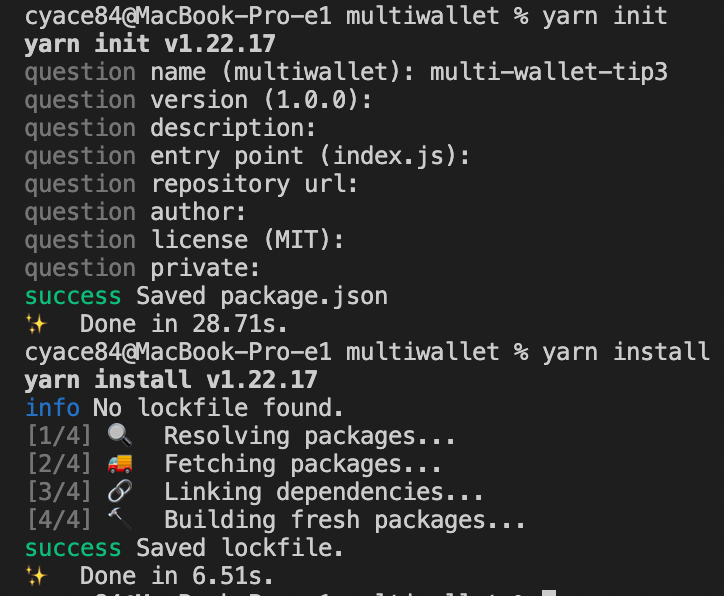 cyace84@MacBook-Pro-e1 multiwallet % yarn init
yarn init v1.22.17
question name (multiwallet): multi-wallet-tip3
question version (1.0.0):
question description:
question entry point (index.js):
question repository url:
question author:
question license (MIT):
question private:
success Saved package.json
✨  Done in 28.71s.
cyace84@MacBook-Pro-e1 multiwallet % yarn install
yarn install v1.22.17
info No lockfile found.
[1/4] 🔍  Resolving packages...
[2/4] 🚚  Fetching packages...
[3/4] 🔗  Linking dependencies...
[4/4] 🔨  Building fresh packages...
success Saved lockfile.
✨  Done in 6.51s.